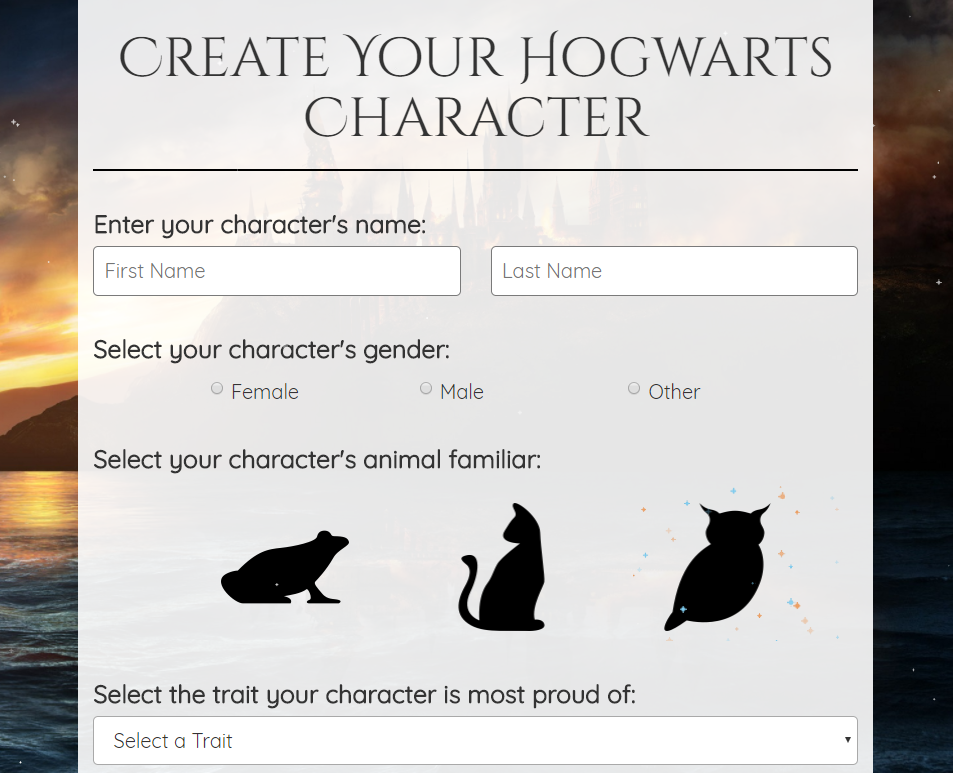 Create Your Hogwarts
Character
Enter your character's name:
First Name
Last Name
Select your character's gender:
Female
Male
Other
Select your character's animal familiar:
Select the trait your character is most proud of:
Select a Trait